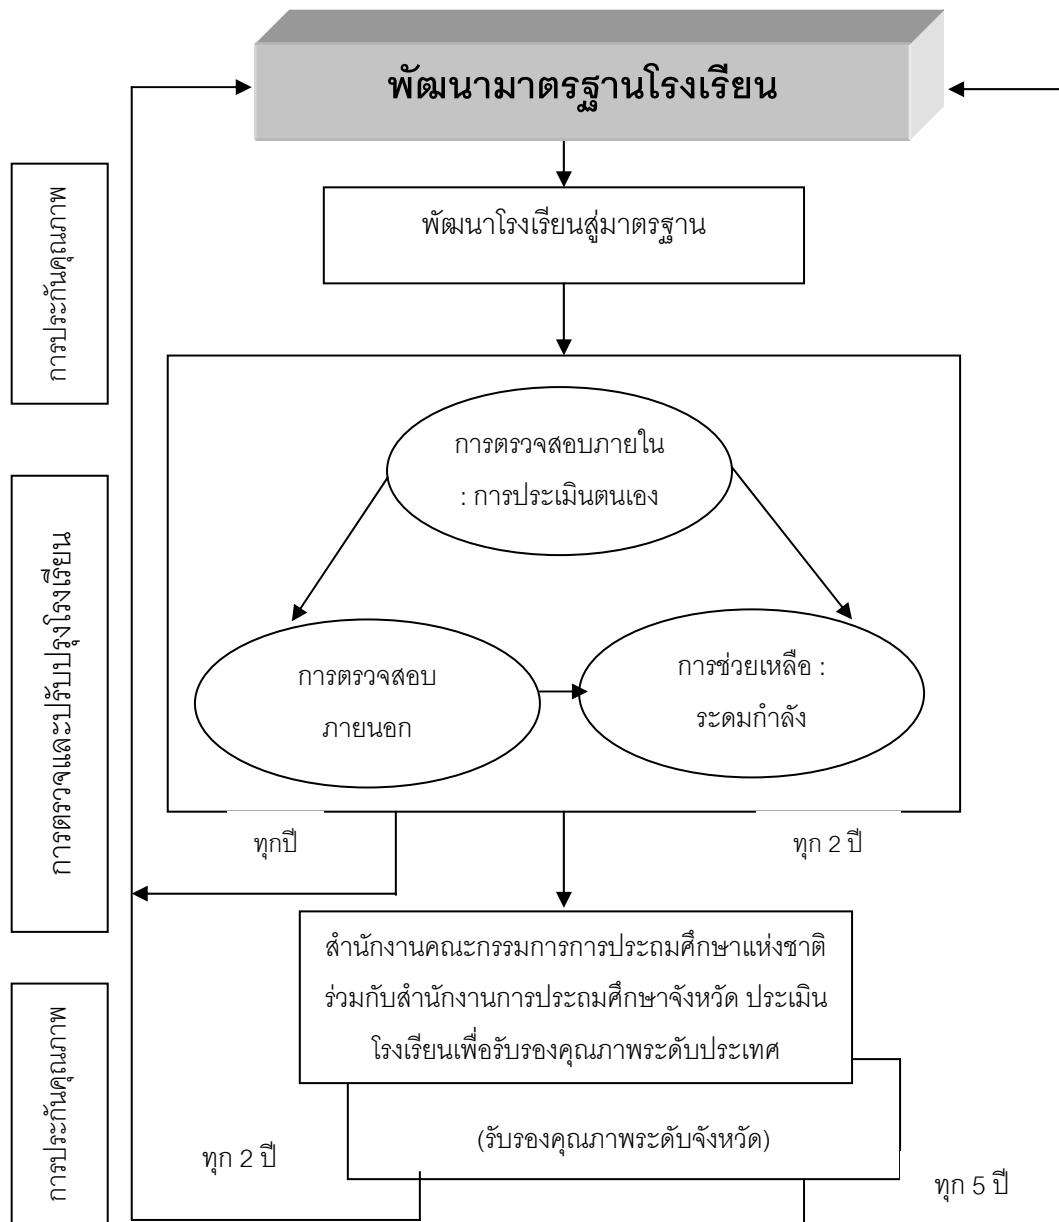 พัฒนามาตรฐานโรงเรียน
พัฒนาโรงเรียนสู่มาตรฐาน
การประกันคุณภาพ
การตรวจสอบภายใน
: การประเมินตนเอง
การตรวจสอบ
ภายนอก
การช่วยเหลือ :
ระดมกำลัง
การตรวจและปรับปรุงโรงเรียน
ทุกปี
ทุก 2 ปี
สำนักงานคณะกรรมการการประถมศึกษาแห่งชาติ
ร่วมกับสำนักงานการประถมศึกษาจังหวัด ประเมิน
โรงเรียนเพื่อรับรองคุณภาพระดับประเทศ
(รับรองคุณภาพระดับจังหวัด)
การประกันคุณภาพ
ทุก 2 ปี
ทุก 5 ปี